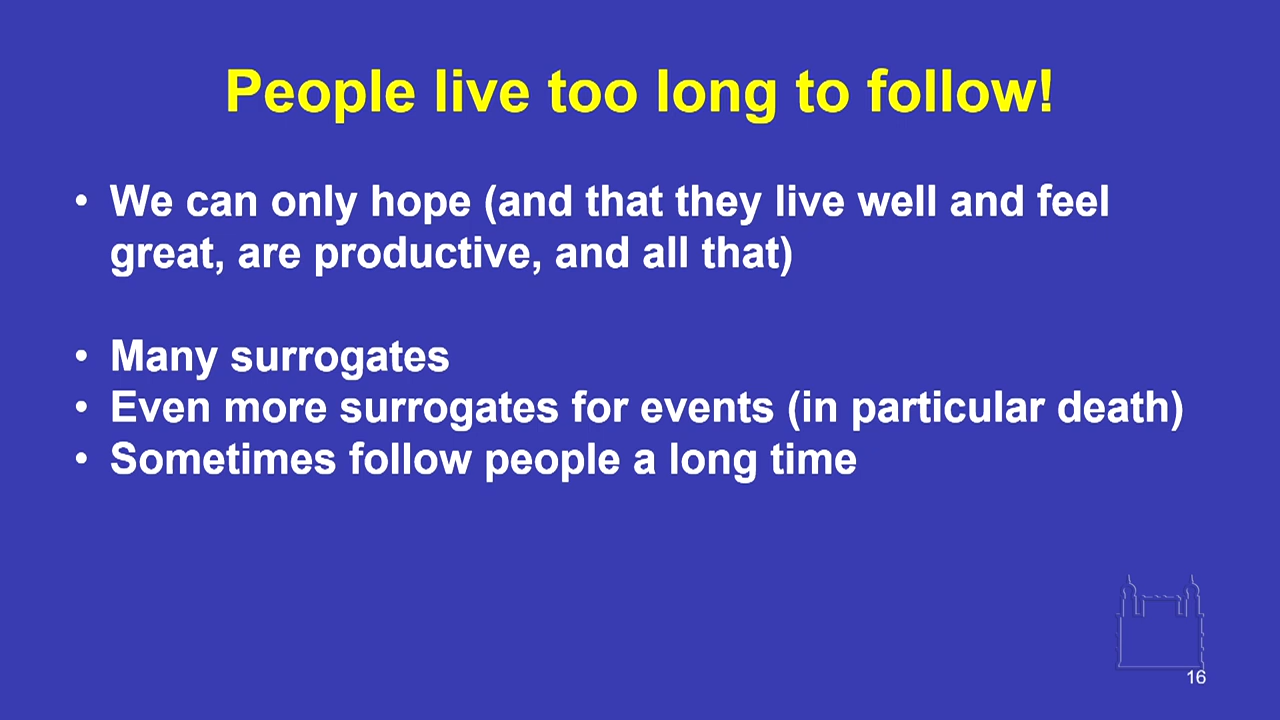 People live too long to follow!
• We can only hope (and that they live well and feel
great, are productive, and all that)
• Many surrogates
• Even more surrogates for events (in particular death)
• Sometimes follow people a long time
16